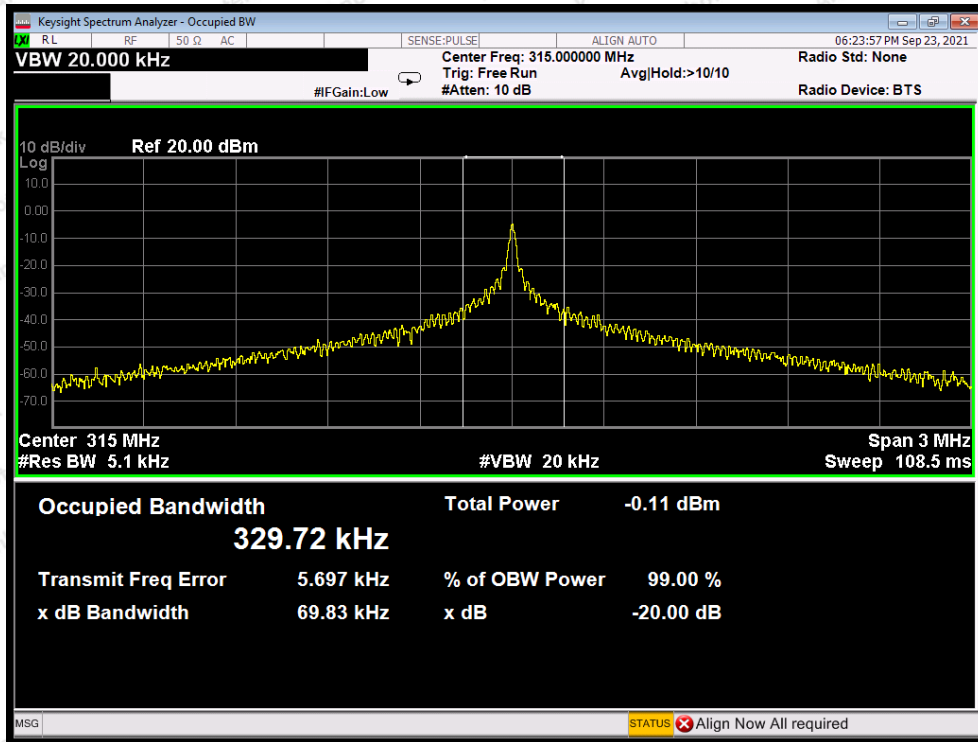 Keysight Spectrum Analyzer - Occupied BW
LXI RL RF 50 Ω AC SENSE:PULSE ALIGN AUTO 06:23:57 PM Sep 23, 2021
VBW 20.000 kHz Center Freq: 315.000000 MHz Radio Std: None
Trig: Free Run Avg|Hold:>10/10
#IFGain:Low #Atten: 10 dB Radio Device: BTS
10 dB/div Ref 20.00 dBm
Log
10.0
0.00
-10.0
-20.0
-30.0
-40.0
-50.0
-60.0
-70.0
Center 315 MHz Span 3 MHz
#Res BW 5.1 kHz #VBW 20 kHz Sweep 108.5 ms
Occupied Bandwidth Total Power -0.11 dBm
329.72 kHz
Transmit Freq Error 5.697 kHz % of OBW Power 99.00 %
x dB Bandwidth 69.83 kHz x dB -20.00 dB
MSG STATUS Align Now All required